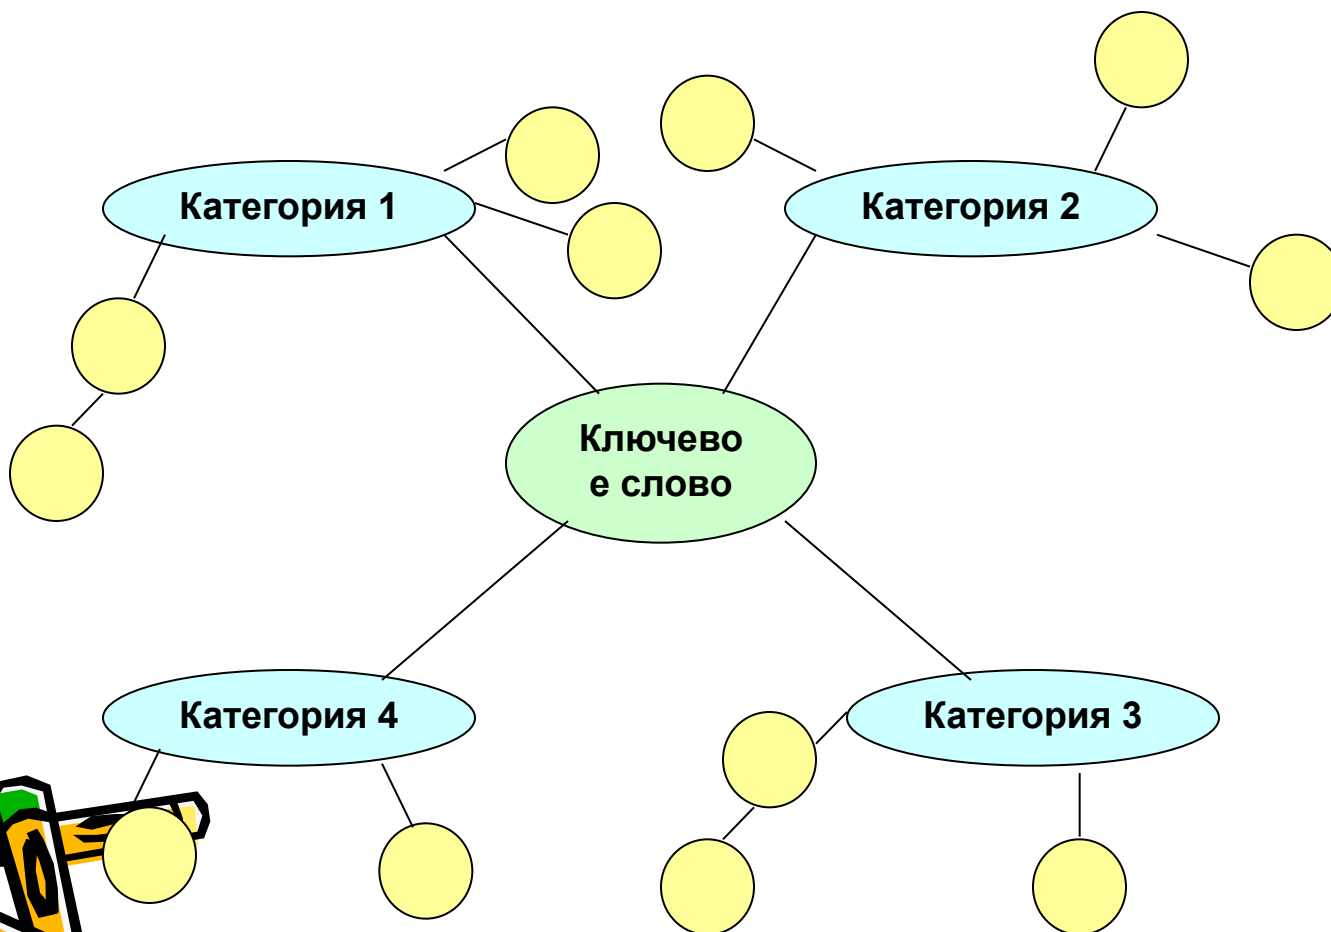 Категория 1
Категория 2
Ключево
е слово
Категория 4
Категория 3